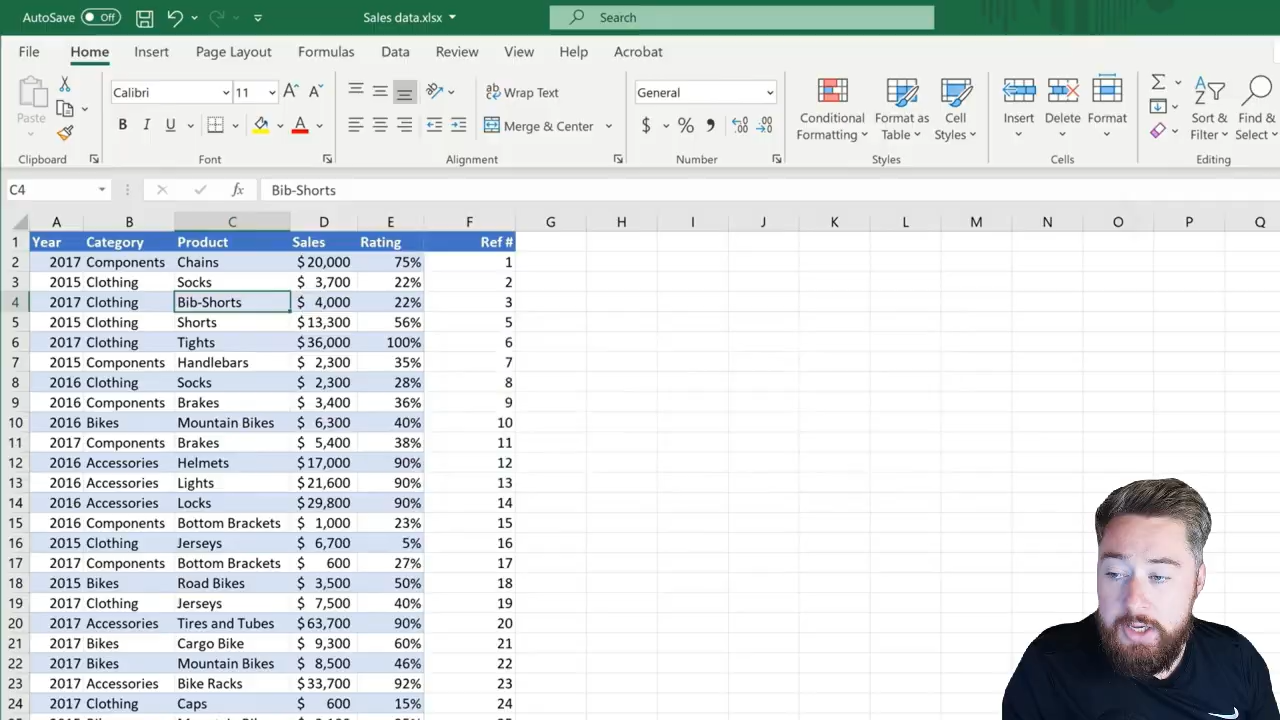 AutoSave Off Sales data.xlsx Search
File Home Insert Page Layout Formulas Data Review View Help Acrobat
Paste Calibri 11 A A Wrap Text General Conditional Formatting Format as Table Cell Styles Insert Delete Format Sort & Filter Find & Select
B I U A Merge & Center $ %
Clipboard Font Alignment Number Styles Cells Editing
C4 fx Bib-Shorts
A B C D E F G H I J K L M N O P Q
1 Year Category Product Sales Rating Ref #
2 2017 Components Chains $20,000 75% 1
3 2015 Clothing Socks $ 3,700 22% 2
4 2017 Clothing Bib-Shorts $ 4,000 22% 3
5 2015 Clothing Shorts $13,300 56% 5
6 2017 Clothing Tights $36,000 100% 6
7 2015 Components Handlebars $ 2,300 35% 7
8 2016 Clothing Socks $ 2,300 28% 8
9 2016 Components Brakes $ 3,400 36% 9
10 2016 Bikes Mountain Bikes $ 6,300 40% 10
11 2017 Components Brakes $ 5,400 38% 11
12 2016 Accessories Helmets $17,000 90% 12
13 2016 Accessories Lights $21,600 90% 13
14 2016 Accessories Locks $29,800 90% 14
15 2016 Components Bottom Brackets $ 1,000 23% 15
16 2015 Clothing Jerseys $ 6,700 5% 16
17 2017 Components Bottom Brackets $ 600 27% 17
18 2015 Bikes Road Bikes $ 3,500 50% 18
19 2017 Clothing Jerseys $ 7,500 40% 19
20 2017 Accessories Tires and Tubes $63,700 90% 20
21 2017 Bikes Cargo Bike $ 9,300 60% 21
22 2017 Bikes Mountain Bikes $ 8,500 46% 22
23 2017 Accessories Bike Racks $33,700 92% 23
24 2017 Clothing Caps $ 600 15% 24